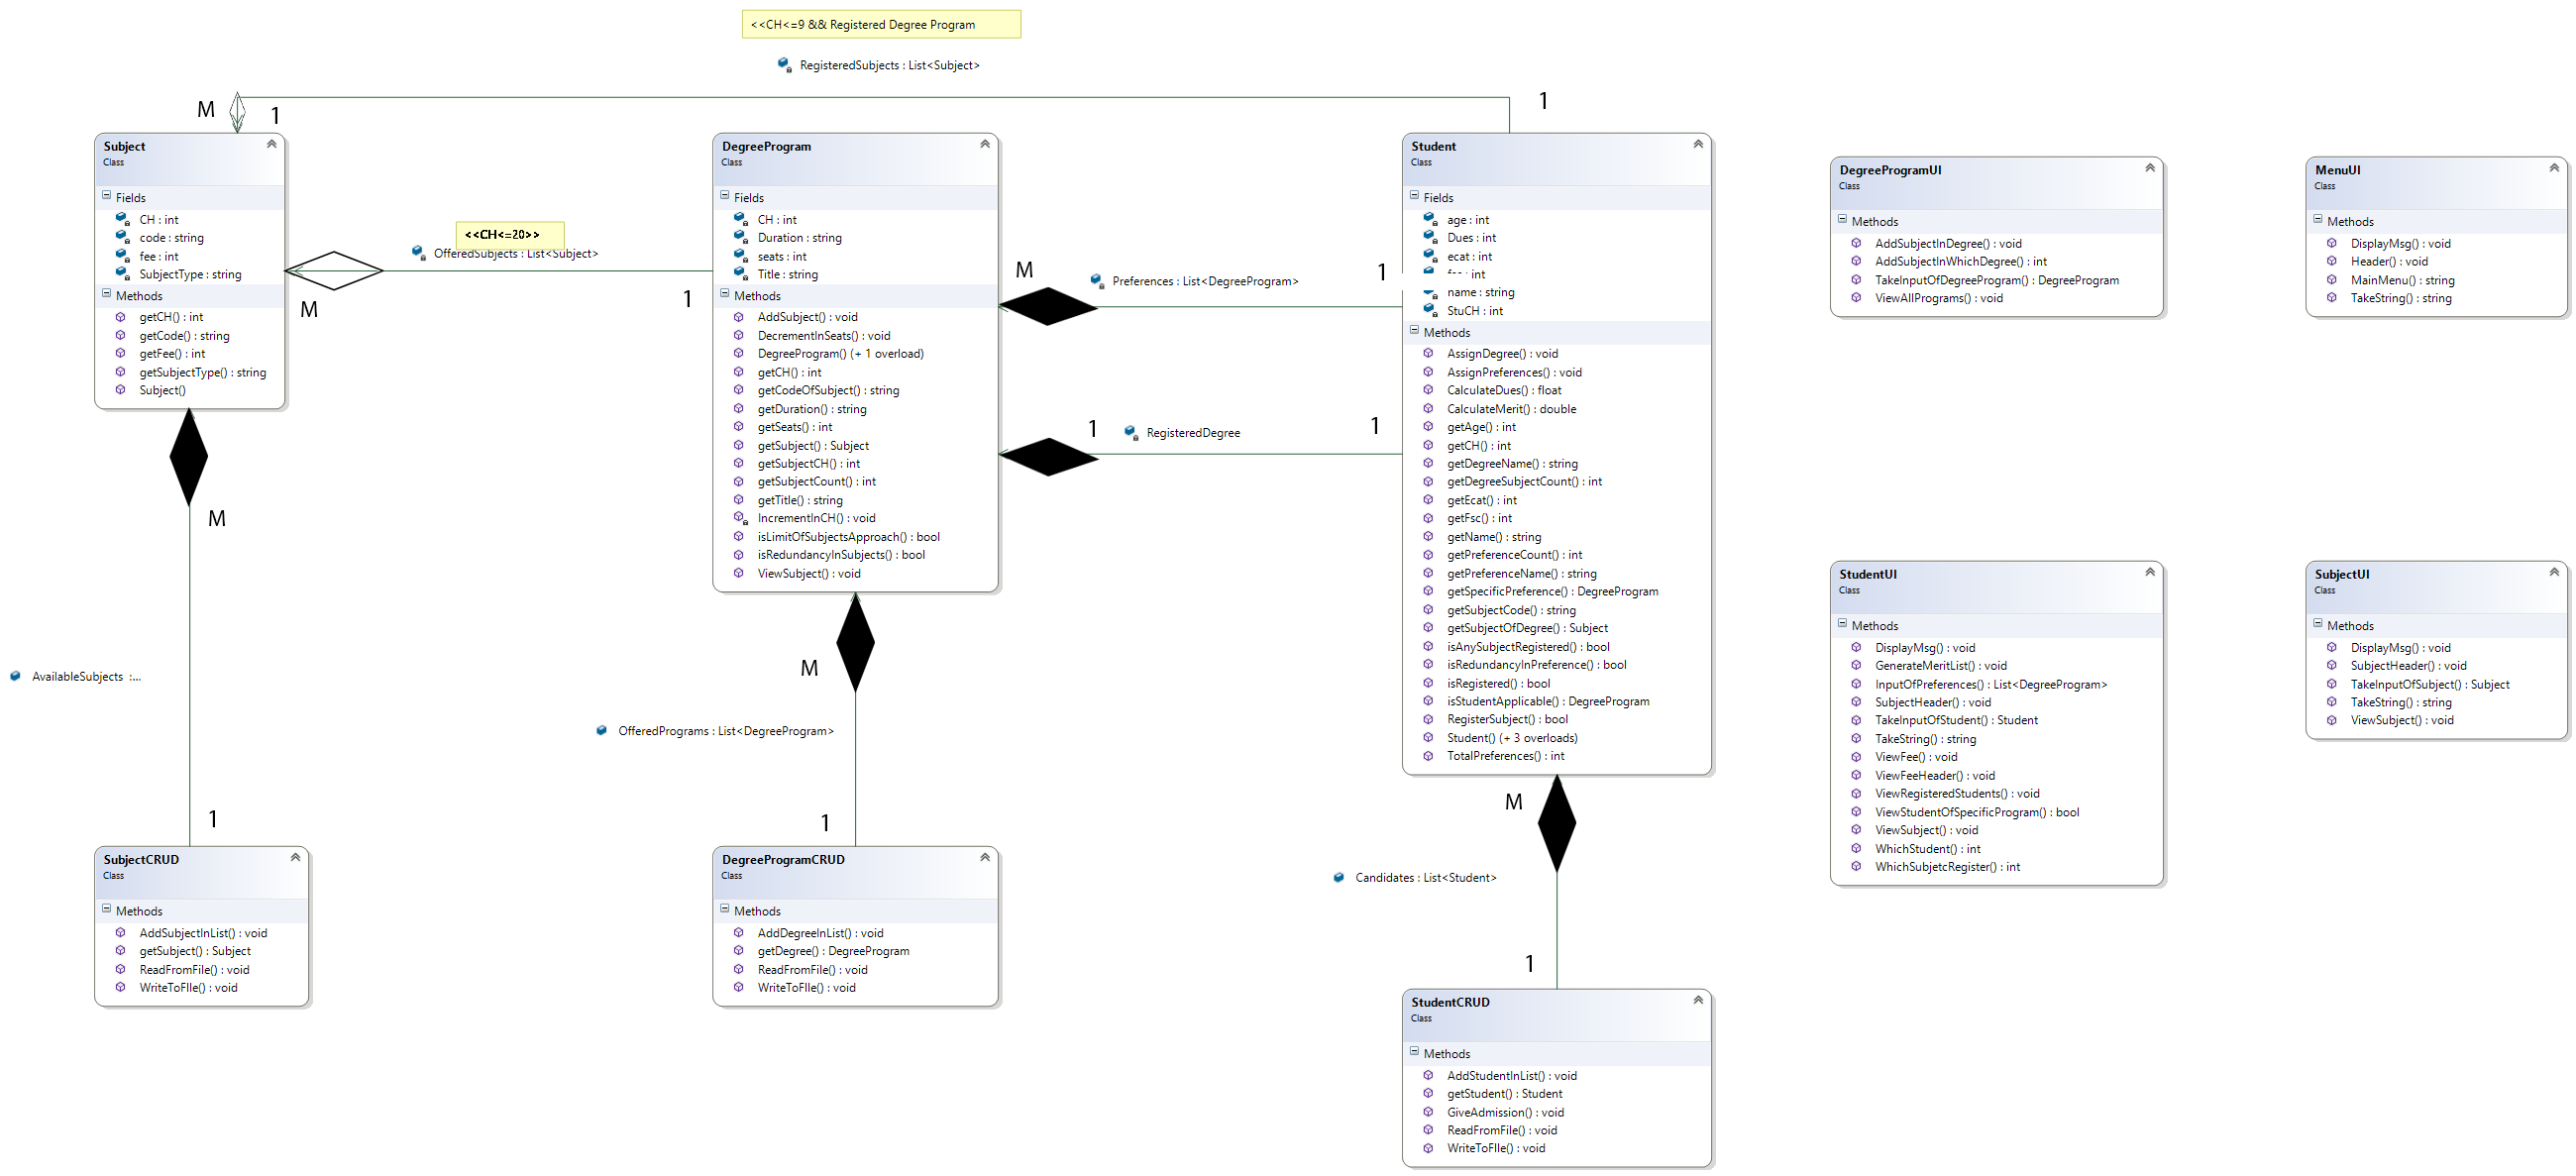 <<CH<=9 && Registered Degree Program
RegisteredSubjects : List<Subject>
M
1
1
Subject
Class
Fields
CH : int
code : string
fee : int
SubjectType : string
Methods
getCH() : int
getCode() : string
getFee() : int
getSubjectType() : string
Subject()
<<CH<=20>>
OfferedSubjects : List<Subject>
M
1
DegreeProgram
Class
Fields
CH : int
Duration : string
seats : int
Title : string
Methods
AddSubject() : void
DecrementInSeats() : void
DegreeProgram() (+ 1 overload)
getCH() : int
getCodeOfSubject() : string
getDuration() : string
getSeats() : int
getSubject() : Subject
getSubjectCH() : int
getSubjectCount() : int
getTitle() : string
IncrementInCH() : void
isLimitOfSubjectsApproach() : bool
isRedundancyInSubjects() : bool
ViewSubject() : void
M
Preferences : List<DegreeProgram>
1
1
RegisteredDegree
1
Student
Class
Fields
age : int
Dues : int
ecat : int
: int
name : string
StuCH : int
Methods
AssignDegree() : void
AssignPreferences() : void
CalculateDues() : float
CalculateMerit() : double
getAge() : int
getCH() : int
getDegreeName() : string
getDegreeSubjectCount() : int
getEcat() : int
getFsc() : int
getName() : string
getPreferenceCount() : int
getPreferenceName() : string
getSpecificPreference() : DegreeProgram
getSubjectCode() : string
getSubjectOfDegree() : Subject
isAnySubjectRegistered() : bool
isRedundancyInPreference() : bool
isRegistered() : bool
isStudentApplicable() : DegreeProgram
RegisterSubject() : bool
Student() (+ 3 overloads)
TotalPreferences() : int
DegreeProgramUI
Class
Methods
AddSubjectInDegree() : void
AddSubjectInWhichDegree() : int
TakeInputOfDegreeProgram() : DegreeProgram
ViewAllPrograms() : void
MenuUI
Class
Methods
DisplayMsg() : void
Header() : void
MainMenu() : string
TakeString() : string
StudentUI
Class
Methods
DisplayMsg() : void
GenerateMeritList() : void
InputOfPreferences() : List<DegreeProgram>
SubjectHeader() : void
TakeInputOfStudent() : Student
TakeString() : string
ViewFee() : void
ViewFeeHeader() : void
ViewRegisteredStudents() : void
ViewStudentOfSpecificProgram() : bool
ViewSubject() : void
WhichStudent() : int
WhichSubjetcRegister() : int
SubjectUI
Class
Methods
DisplayMsg() : void
SubjectHeader() : void
TakeInputOfSubject() : Subject
TakeString() : string
ViewSubject() : void
M
AvailableSubjects :...
1
SubjectCRUD
Class
Methods
AddSubjectInList() : void
getSubject() : Subject
ReadFromFile() : void
WriteToFIle() : void
M
OfferedPrograms : List<DegreeProgram>
1
DegreeProgramCRUD
Class
Methods
AddDegreeInList() : void
getDegree() : DegreeProgram
ReadFromFile() : void
WriteToFIle() : void
M
Candidates : List<Student>
1
StudentCRUD
Class
Methods
AddStudentInList() : void
getStudent() : Student
GiveAdmission() : void
ReadFromFile() : void
WriteToFIle() : void